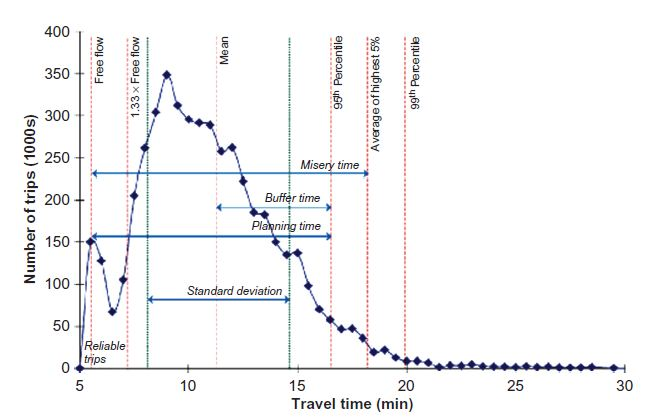 400
350
300
250
200
150
100
50
0
Number of trips (1000s)
Free flow
1.33 × Free flow
Mean
95th Percentile
Average of highest 5%
99th Percentile
Misery time
Buffer time
Planning time
Standard deviation
Reliable
trips
5
10
15
20
25
30
Travel time (min)